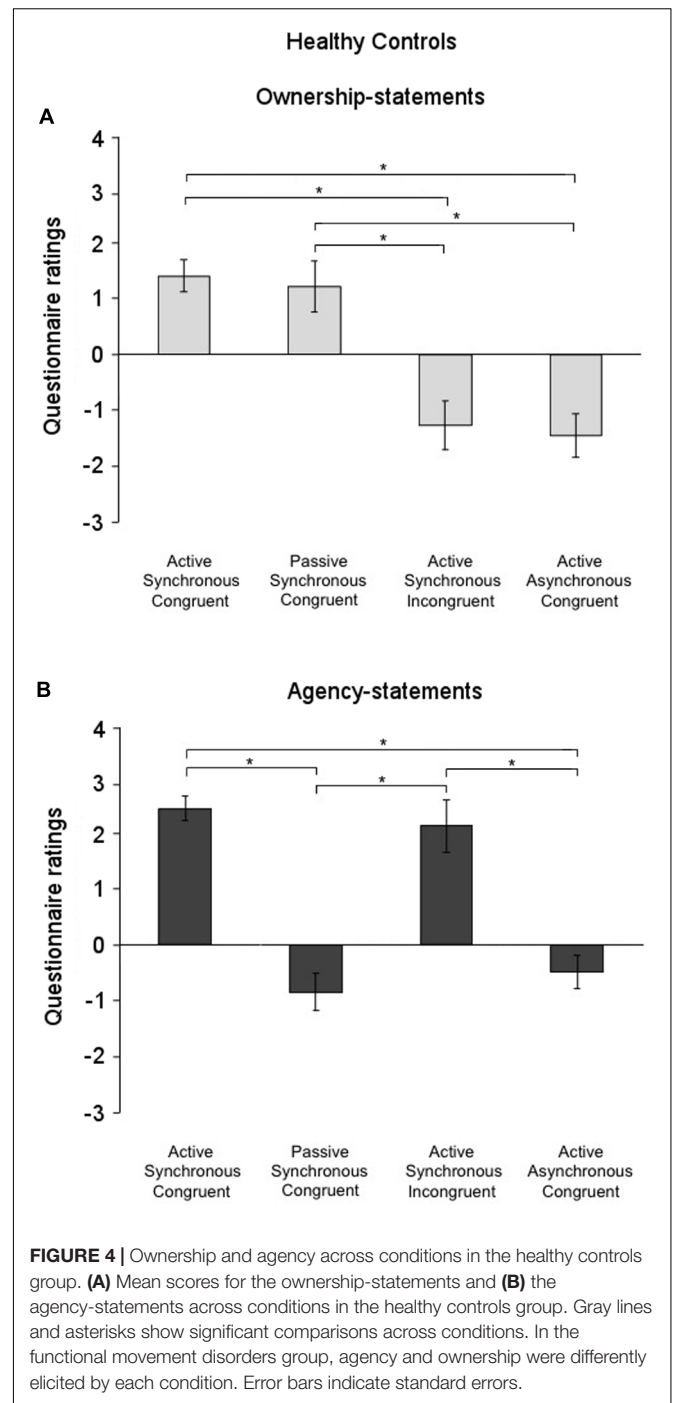 Healthy Controls
Ownership-statements
A
Questionnaire ratings
4
3
2
1
0
-1
-2
-3
*
*
*
*
Active Synchronous Congruent
Passive Synchronous Congruent
Active Synchronous Incongruent
Active Asynchronous Congruent
B
Agency-statements
Questionnaire ratings
4
3
2
1
0
-1
-2
-3
*
*
*
*
*
Active Synchronous Congruent
Passive Synchronous Congruent
Active Synchronous Incongruent
Active Asynchronous Congruent
FIGURE 4 | Ownership and agency across conditions in the healthy controls
group. (A) Mean scores for the ownership-statements and (B) the
agency-statements across conditions in the healthy controls group. Gray lines
and asterisks show significant comparisons across conditions. In the
functional movement disorders group, agency and ownership were differently
elicited by each condition. Error bars indicate standard errors.